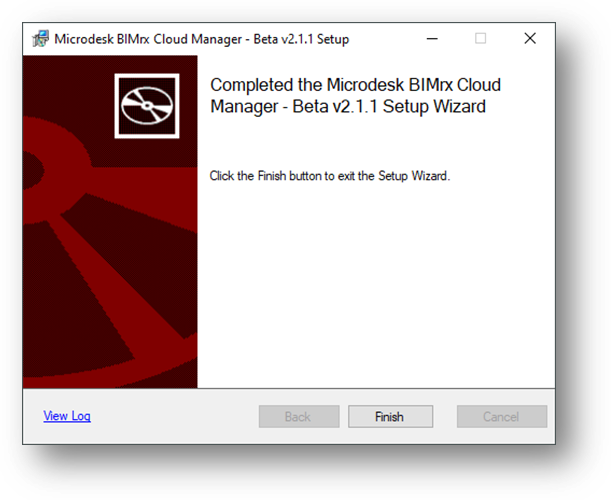 Microdesk BIMrx Cloud Manager - Beta v2.1.1 Setup
Completed the Microdesk BIMrx Cloud
Manager - Beta v2.1.1 Setup Wizard
Click the Finish button to exit the Setup Wizard.
View Log
Back
Finish
Cancel